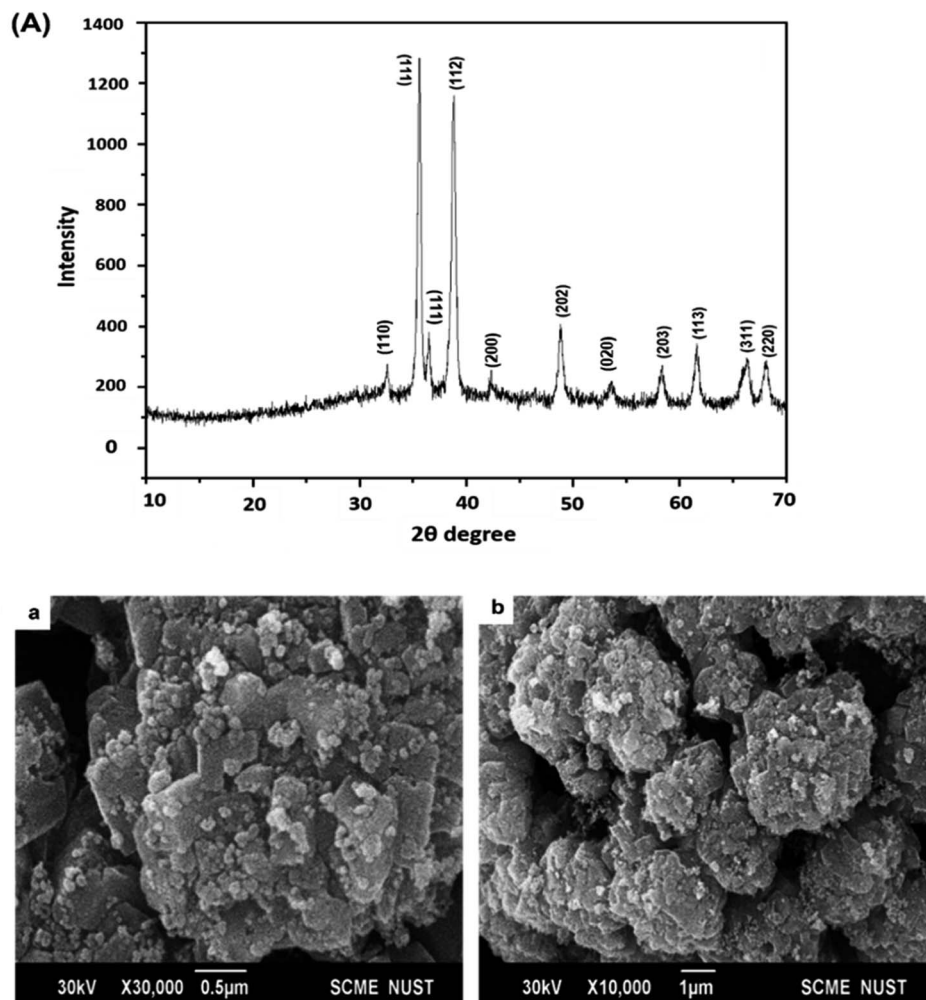 (A)
1400
1200
1000
800
600
400
200
0
Intensity
(110)
(111)
(111)
(112)
(200)
(202)
(020)
(203)
(113)
(311)
(220)
10 20 30 40 50 60 70
2θ degree
a
30kV X30,000 0.5μm SCME NUST
b
30kV X10,000 1μm SCME NUST